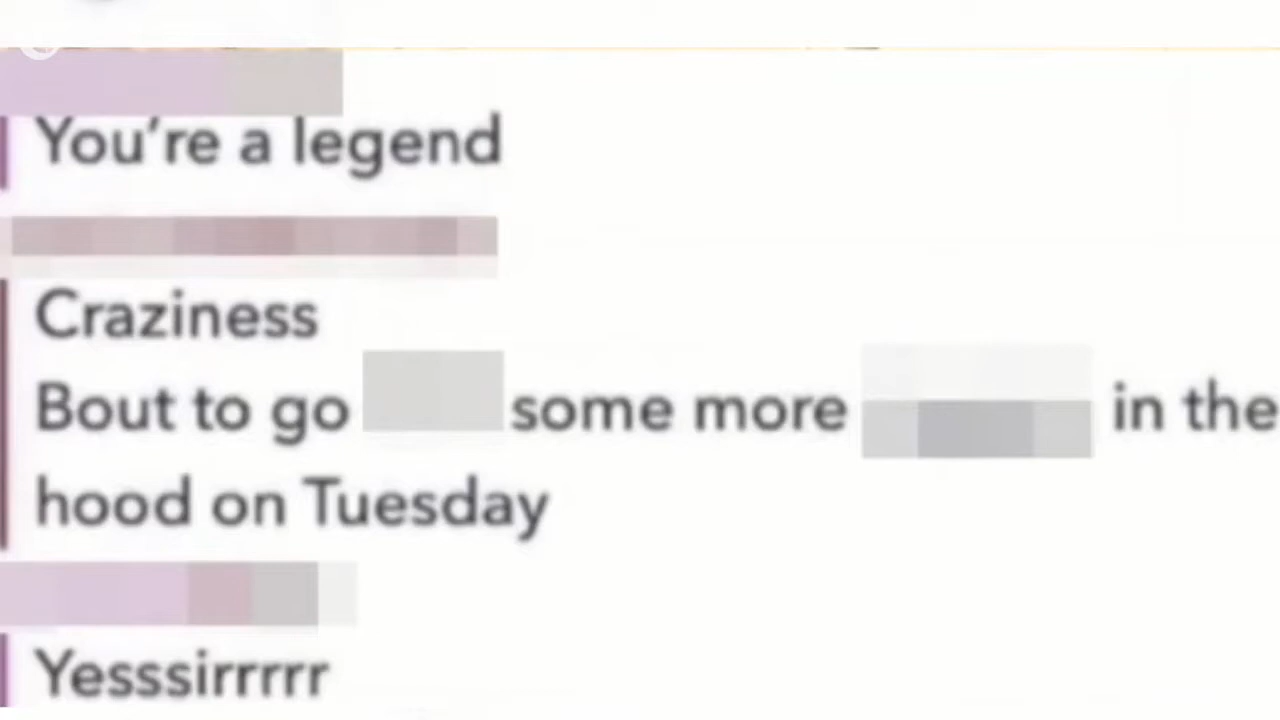 You're a legend
Craziness
Bout to go some more in the
hood on Tuesday
Yesssirrrrr